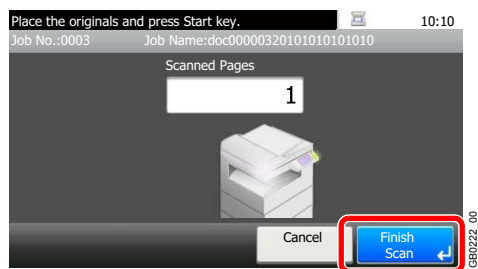 Place the originals and press Start key. 10:10
Job No.:0003 Job Name:doc00000320101010101010
Scanned Pages
1
Cancel
Finish
Scan
GB0222_00